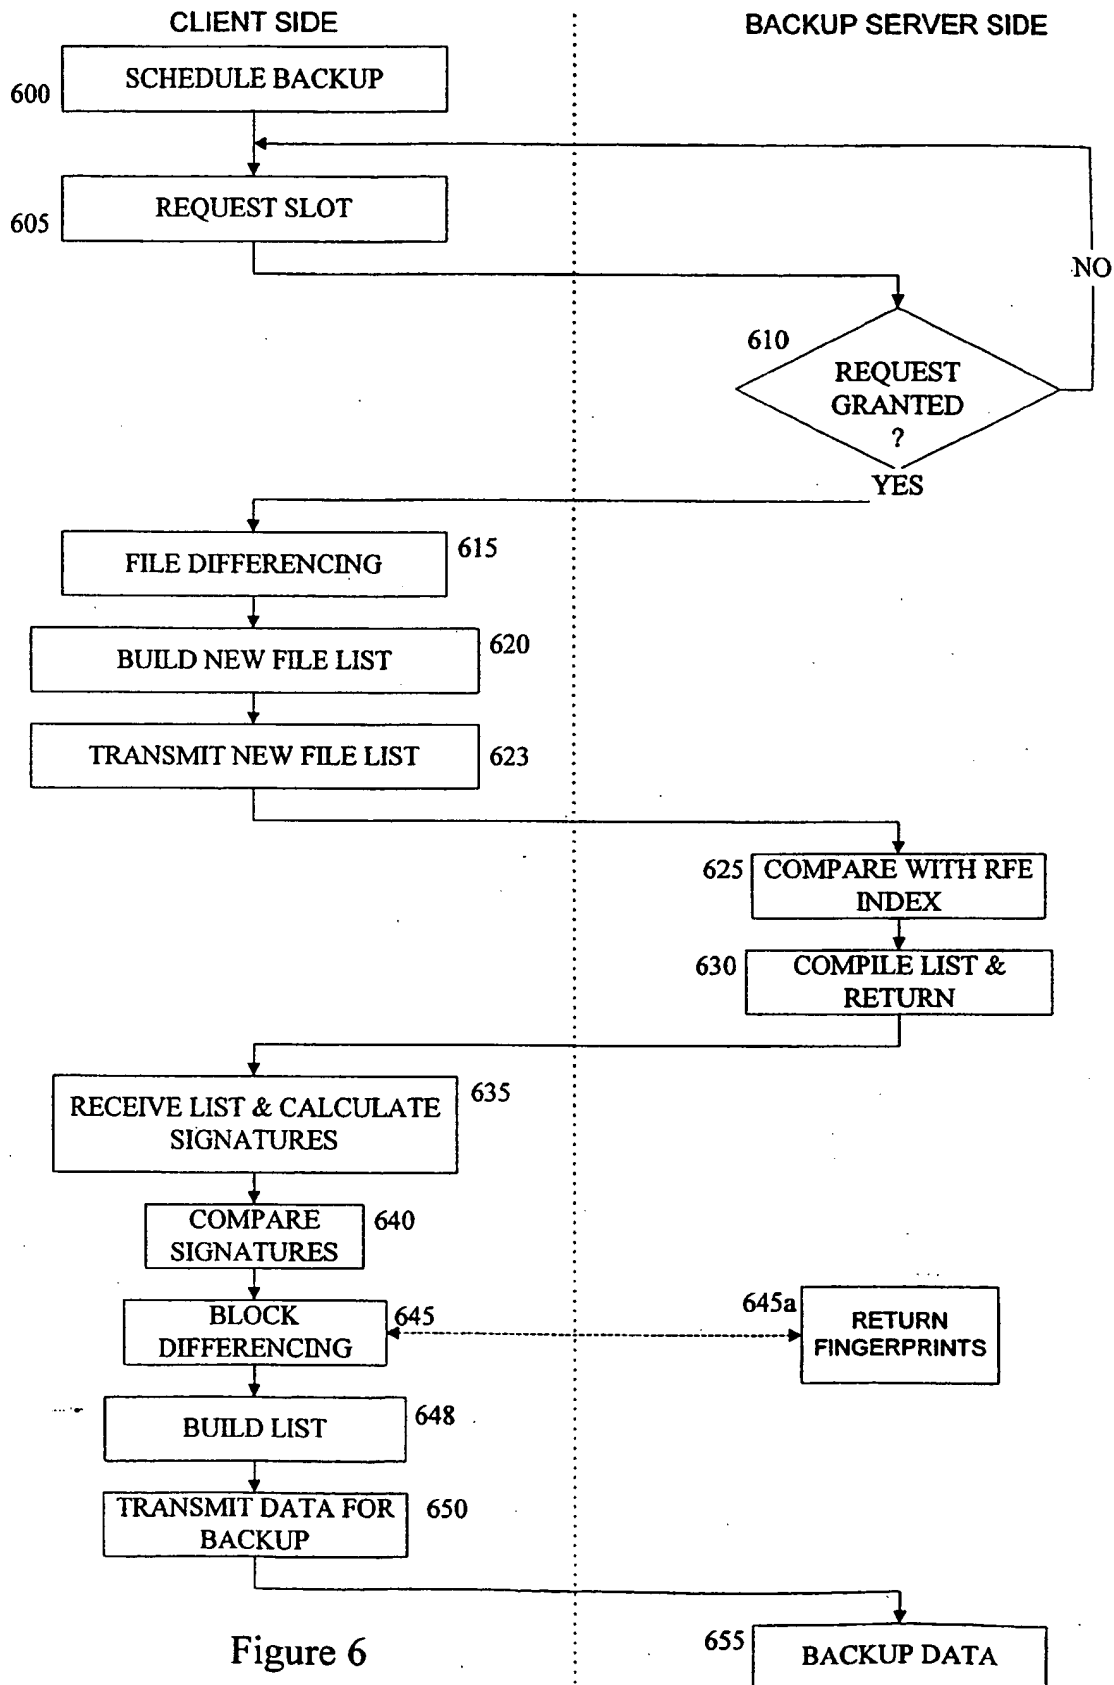 CLIENT SIDE
BACKUP SERVER SIDE
SCHEDULE BACKUP
600
REQUEST SLOT
605
NO
610
REQUEST
GRANTED
?
YES
FILE DIFFERENCING
615
BUILD NEW FILE LIST
620
TRANSMIT NEW FILE LIST
623
625
COMPARE WITH RFE
INDEX
630
COMPILE LIST &
RETURN
RECEIVE LIST & CALCULATE
SIGNATURES
635
COMPARE
SIGNATURES
640
BLOCK
DIFFERENCING
645
645a
RETURN
FINGERPRINTS
BUILD LIST
648
TRANSMIT DATA FOR
BACKUP
650
655
BACKUP DATA
Figure 6